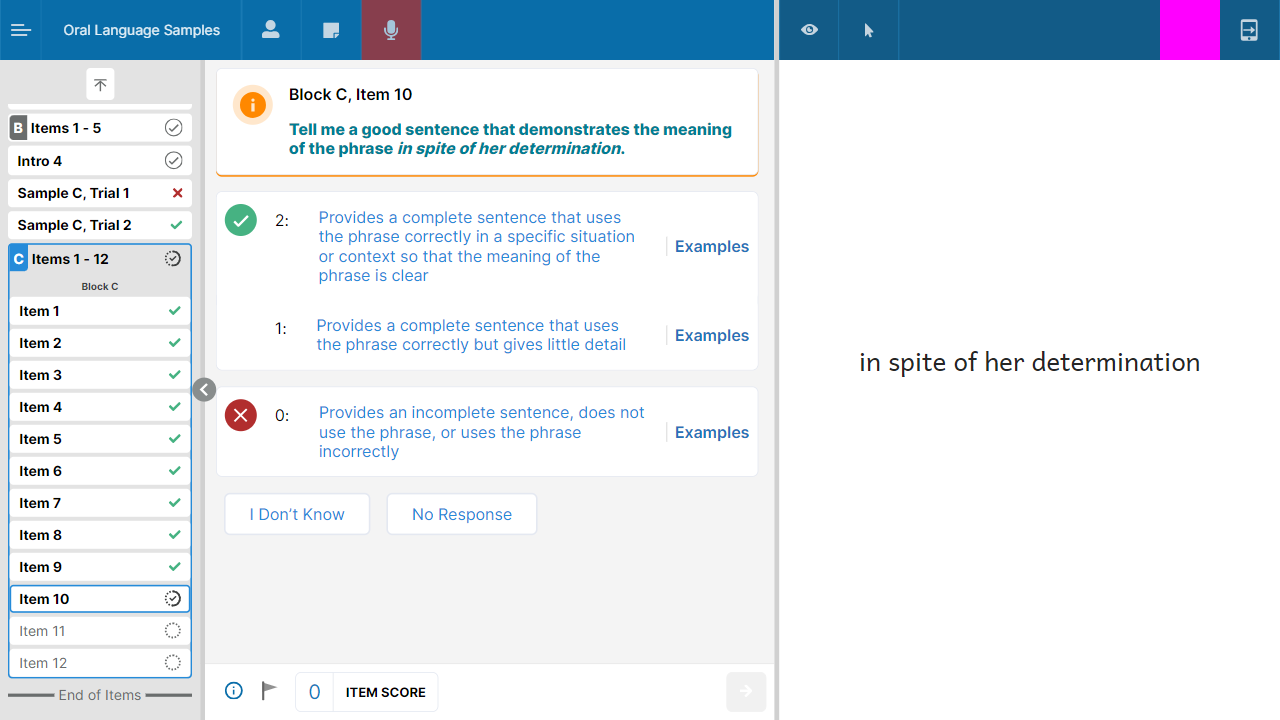 Oral Language Samples
B Items 1 - 5
Intro 4
Sample C, Trial 1
Sample C, Trial 2
C Items 1 - 12
Block C
Item 1
Item 2
Item 3
Item 4
Item 5
Item 6
Item 7
Item 8
Item 9
Item 10
Item 11
Item 12
End of Items
Block C, Item 10
Tell me a good sentence that demonstrates the meaning
of the phrase in spite of her determination.
2: Provides a complete sentence that uses
the phrase correctly in a specific situation
or context so that the meaning of the
phrase is clear
Examples
1: Provides a complete sentence that uses
the phrase correctly but gives little detail
Examples
0: Provides an incomplete sentence, does not
use the phrase, or uses the phrase
incorrectly
Examples
I Don’t Know
No Response
0 ITEM SCORE
in spite of her determination